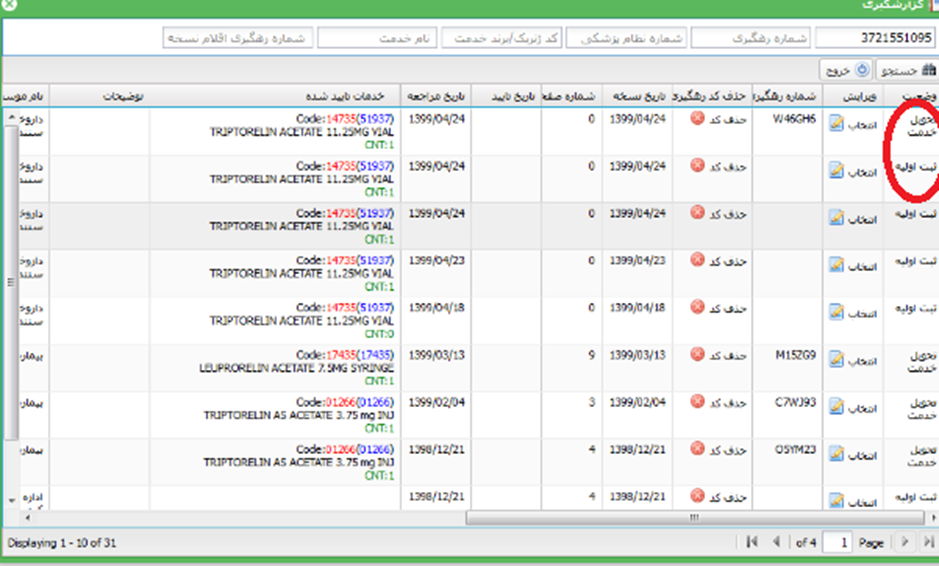 گزارشگیری
3721551095 شماره رهگیری شماره نظام پزشکی کد ژنریک/برند خدمت نام خدمت شماره رهگیری اقلام نسخه
جستجو خروج
وضعیت ویرایش شماره رهگیری حذف کد رهگیری تاریخ نسخه شماره صفحه تاریخ تایید تاریخ مراجعه خدمات تایید شده توضیحات نام موسس
تحویل خدمت انتخاب W46GH6 حذف کد 1399/04/24 0 1399/04/24 Code:14735(51937) داروخ
TRIPTORELIN ACETATE 11.25MG VIAL
CNT:1
ثبت اولیه انتخاب حذف کد 1399/04/24 0 1399/04/24 Code:14735(51937) داروخ
TRIPTORELIN ACETATE 11.25MG VIAL
CNT:1
ثبت اولیه انتخاب حذف کد 1399/04/24 0 1399/04/24 Code:14735(51937) داروخ
TRIPTORELIN ACETATE 11.25MG VIAL
CNT:1
ثبت اولیه انتخاب حذف کد 1399/04/23 0 1399/04/23 Code:14735(51937) داروخ
TRIPTORELIN ACETATE 11.25MG VIAL
CNT:1
ثبت اولیه انتخاب حذف کد 1399/04/18 0 1399/04/18 Code:14735(51937) داروخ
TRIPTORELIN ACETATE 11.25MG VIAL
CNT:0
تحویل خدمت انتخاب M15ZG9 حذف کد 1399/03/13 9 1399/03/13 Code:17435(17435) بیمار
LEUPRORELIN ACETATE 7.5MG SYRINGE
CNT:1
تحویل خدمت انتخاب C7WJ93 حذف کد 1399/02/04 3 1399/02/04 Code:01266(01266) بیمار
TRIPTORELIN AS ACETATE 3.75 mg INJ
CNT:1
تحویل خدمت انتخاب O5YM23 حذف کد 1398/12/21 4 1398/12/21 Code:01266(01266) بیمار
TRIPTORELIN AS ACETATE 3.75 mg INJ
CNT:1
ثبت اولیه انتخاب حذف کد 1398/12/21 4 1398/12/21 اداره
Displaying 1 - 10 of 31 of 4 1 Page